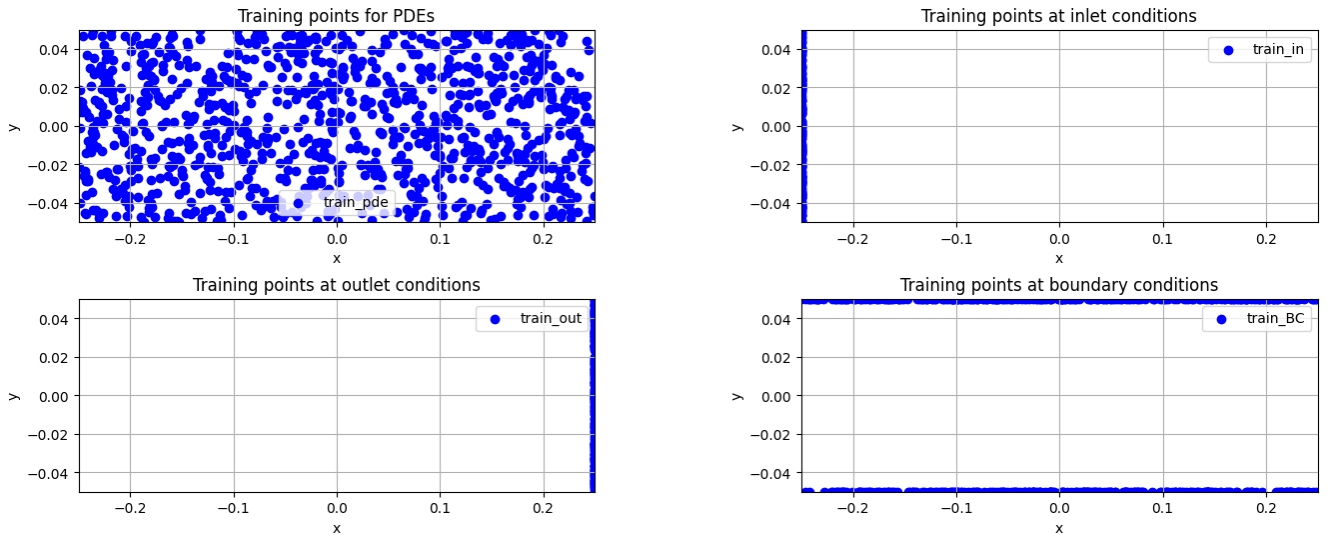 Training points for PDEs
0.04
0.02
0.00
−0.02
−0.04
y
train_pde
−0.2
−0.1
0.0
0.1
0.2
x
Training points at inlet conditions
0.04
0.02
0.00
−0.02
−0.04
y
train_in
−0.2
−0.1
0.0
0.1
0.2
x
Training points at outlet conditions
0.04
0.02
0.00
−0.02
−0.04
y
train_out
−0.2
−0.1
0.0
0.1
0.2
x
Training points at boundary conditions
0.04
0.02
0.00
−0.02
−0.04
y
train_BC
−0.2
−0.1
0.0
0.1
0.2
x